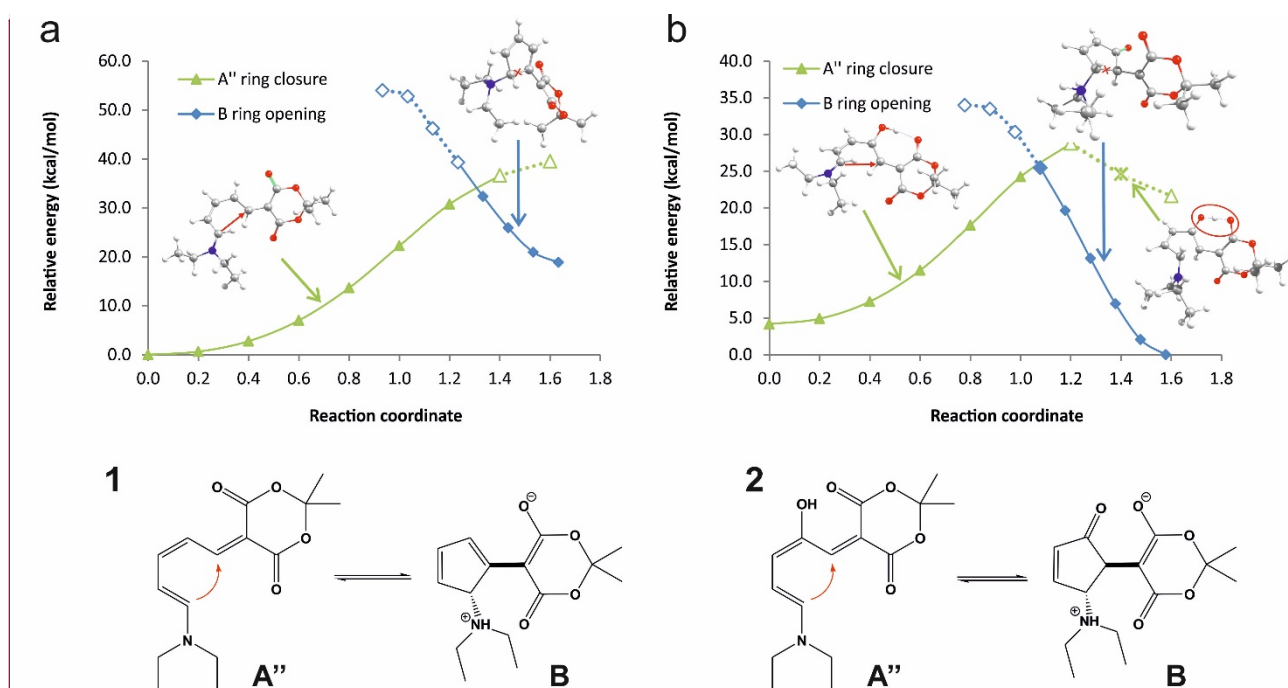 a
60.0
50.0
40.0
30.0
20.0
10.0
0.0
Relative energy (kcal/mol)
A'' ring closure
B ring opening
0.0 0.2 0.4 0.6 0.8 1.0 1.2 1.4 1.6 1.8
Reaction coordinate
b
40.0
35.0
30.0
25.0
20.0
15.0
10.0
5.0
0.0
Relative energy (kcal/mol)
A'' ring closure
B ring opening
0.0 0.2 0.4 0.6 0.8 1.0 1.2 1.4 1.6 1.8
Reaction coordinate
1
O O
O
O
N
A”
O⊖
O
O
O
⊕NH
B
2
OH O O
O
O
N
A”
O O⊖
O
O
O
⊕NH
B